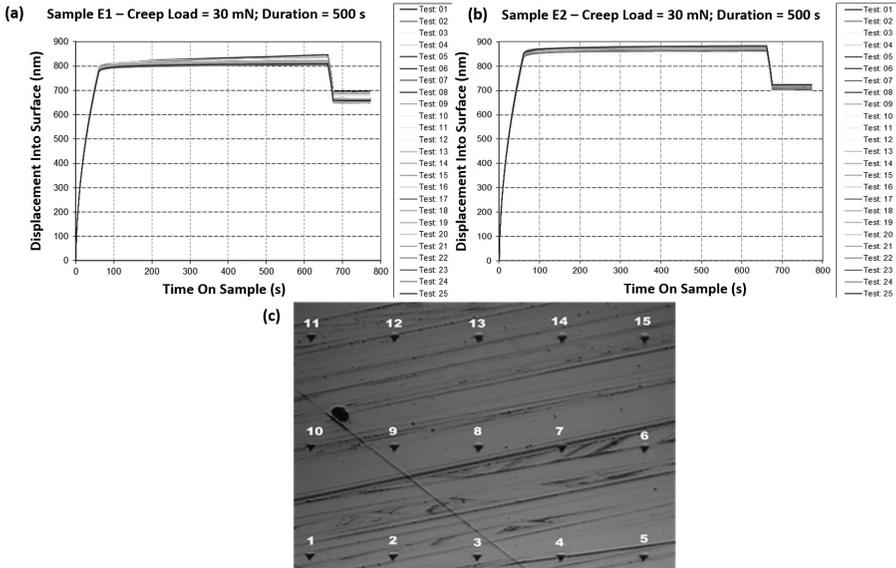 (a)
Sample E1 – Creep Load = 30 mN; Duration = 500 s
Displacement Into Surface (nm)
900
800
700
600
500
400
300
200
100
0
0 100 200 300 400 500 600 700 800
Time On Sample (s)
Test: 01
Test: 02
Test: 03
Test: 04
Test: 05
Test: 06
Test: 07
Test: 08
Test: 09
Test: 10
Test: 11
Test: 12
Test: 13
Test: 14
Test: 15
Test: 16
Test: 17
Test: 18
Test: 19
Test: 20
Test: 21
Test: 22
Test: 23
Test: 24
Test: 25
(b)
Sample E2 – Creep Load = 30 mN; Duration = 500 s
Displacement Into Surface (nm)
900
800
700
600
500
400
300
200
100
0
0 100 200 300 400 500 600 700 800
Time On Sample (s)
Test: 01
Test: 02
Test: 03
Test: 04
Test: 05
Test: 06
Test: 07
Test: 08
Test: 09
Test: 10
Test: 11
Test: 12
Test: 13
Test: 14
Test: 15
Test: 16
Test: 17
Test: 18
Test: 19
Test: 20
Test: 21
Test: 22
Test: 23
Test: 24
Test: 25
(c)
11 12 13 14 15
10 9 8 7 6
1 2 3 4 5